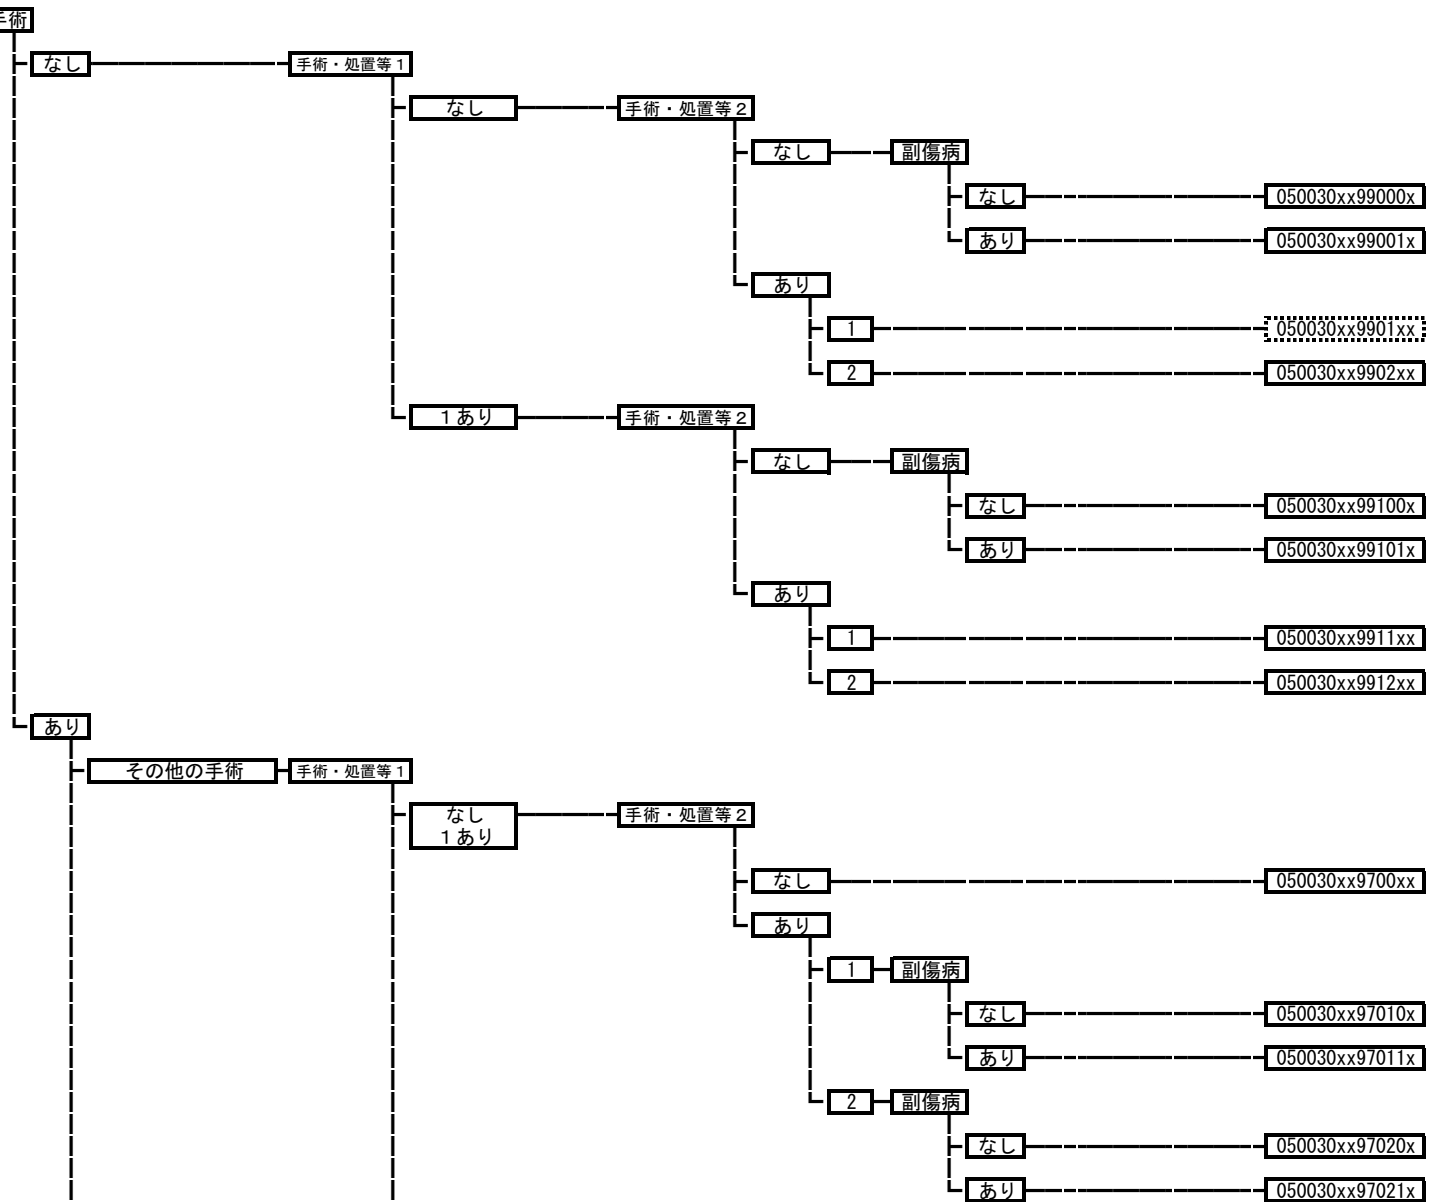 手術
なし 手術・処置等1
なし 手術・処置等2
なし 副傷病
なし 050030xx99000x
あり 050030xx99001x
あり
1 050030xx9901xx
2 050030xx9902xx
1あり 手術・処置等2
なし 副傷病
なし 050030xx99100x
あり 050030xx99101x
あり
1 050030xx9911xx
2 050030xx9912xx
あり
その他の手術 手術・処置等1
なし 手術・処置等2
1あり
なし 050030xx9700xx
あり
1 副傷病
なし 050030xx97010x
あり 050030xx97011x
2 副傷病
なし 050030xx97020x
あり 050030xx97021x